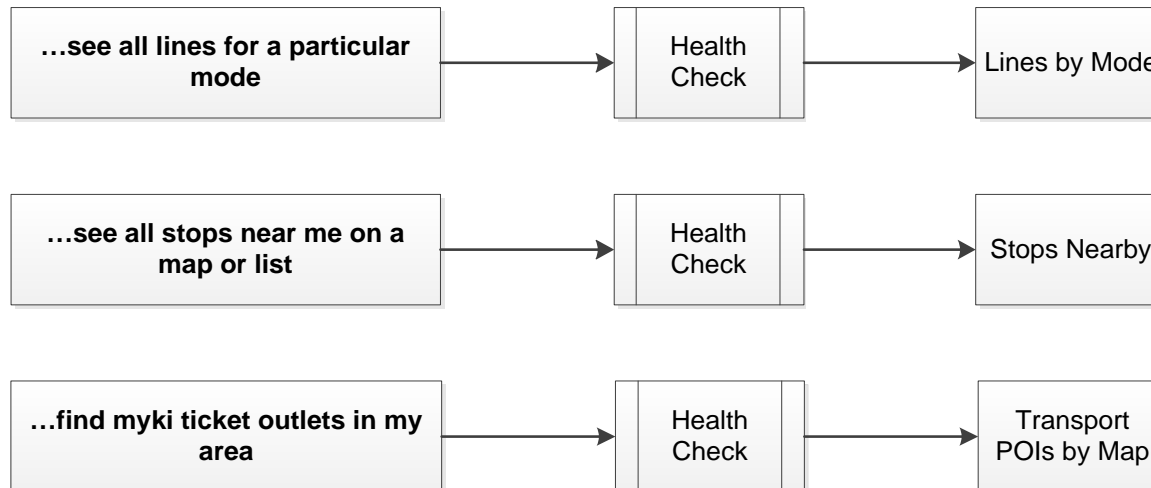 …see all lines for a particular
mode
Health
Check
Lines by Mode
…see all stops near me on a
map or list
Health
Check
Stops Nearby
…find myki ticket outlets in my
area
Health
Check
Transport
POIs by Map